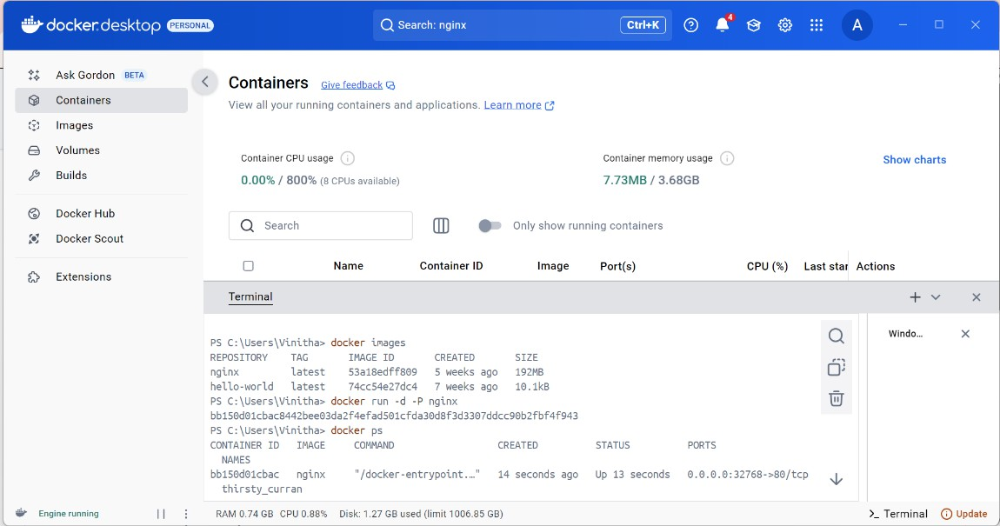 docker.desktop PERSONAL Search: nginx Ctrl+K 4 A
Ask Gordon BETA
Containers
Images
Volumes
Builds
Docker Hub
Docker Scout
Extensions
Containers Give feedback
View all your running containers and applications. Learn more
Container CPU usage
0.00% / 800% (8 CPUs available)
Container memory usage
7.73MB / 3.68GB
Show charts
Search Only show running containers
Name Container ID Image Port(s) CPU (%) Last star Actions
Terminal
Windo...
PS C:\Users\Vinitha> docker images
REPOSITORY TAG IMAGE ID CREATED SIZE
nginx latest 53a18edff809 5 weeks ago 192MB
hello-world latest 74cc54e27dc4 7 weeks ago 10.1kB
PS C:\Users\Vinitha> docker run -d -P nginx
bb150d01cbac8442bee03da2f4efad501cfda30d8f3d3307ddcc90b2fbf4f943
PS C:\Users\Vinitha> docker ps
CONTAINER ID IMAGE COMMAND CREATED STATUS PORTS
NAMES
bb150d01cbac nginx "/docker-entrypoint.…" 14 seconds ago Up 13 seconds 0.0.0.0:32768->80/tcp
thirsty_curran
Engine running RAM 0.74 GB CPU 0.88% Disk: 1.27 GB used (limit 1006.85 GB) >_ Terminal Update